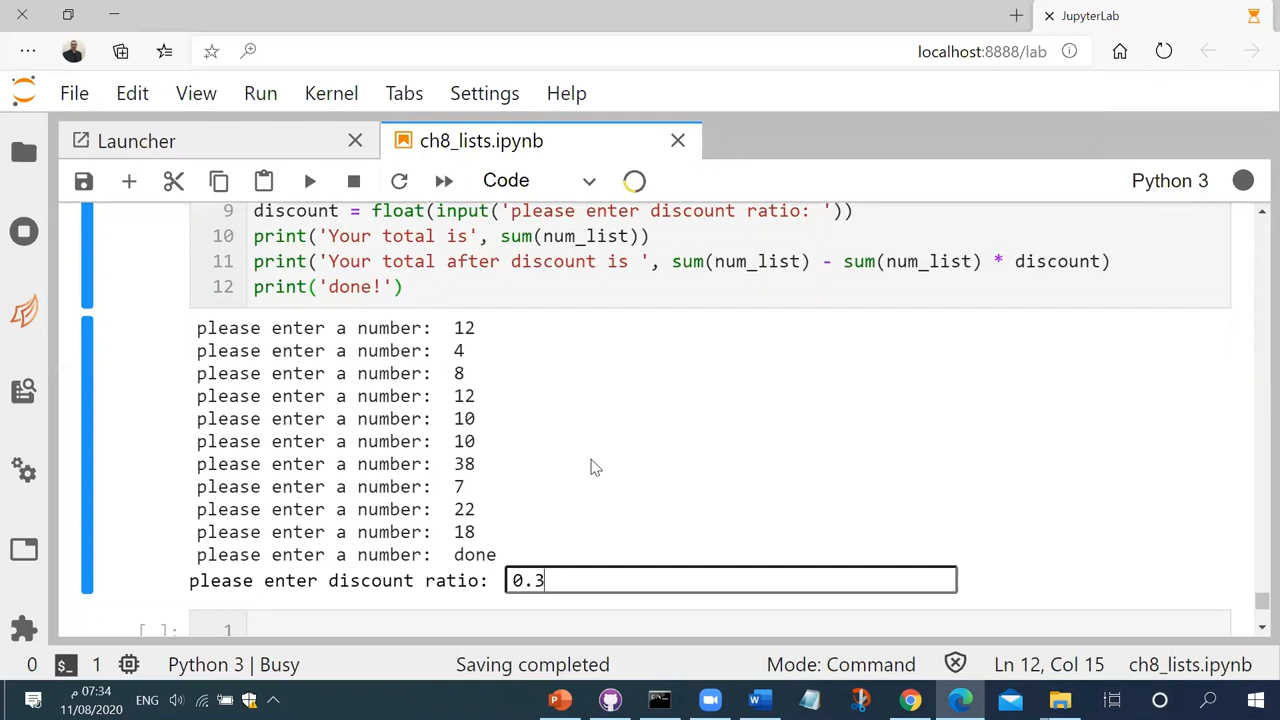 JupyterLab
localhost:8888/lab
File Edit View Run Kernel Tabs Settings Help
Launcher
ch8_lists.ipynb
Code
Python 3
9 discount = float(input('please enter discount ratio: '))
10 print('Your total is', sum(num_list))
11 print('Your total after discount is ', sum(num_list) - sum(num_list) * discount)
12 print('done!')
please enter a number: 12
please enter a number: 4
please enter a number: 8
please enter a number: 12
please enter a number: 10
please enter a number: 10
please enter a number: 38
please enter a number: 7
please enter a number: 22
please enter a number: 18
please enter a number: done
please enter discount ratio: 0.3
[ ]: 1
0 1 Python 3 | Busy Saving completed Mode: Command Ln 12, Col 15 ch8_lists.ipynb
07:34 م
11/08/2020
ENG